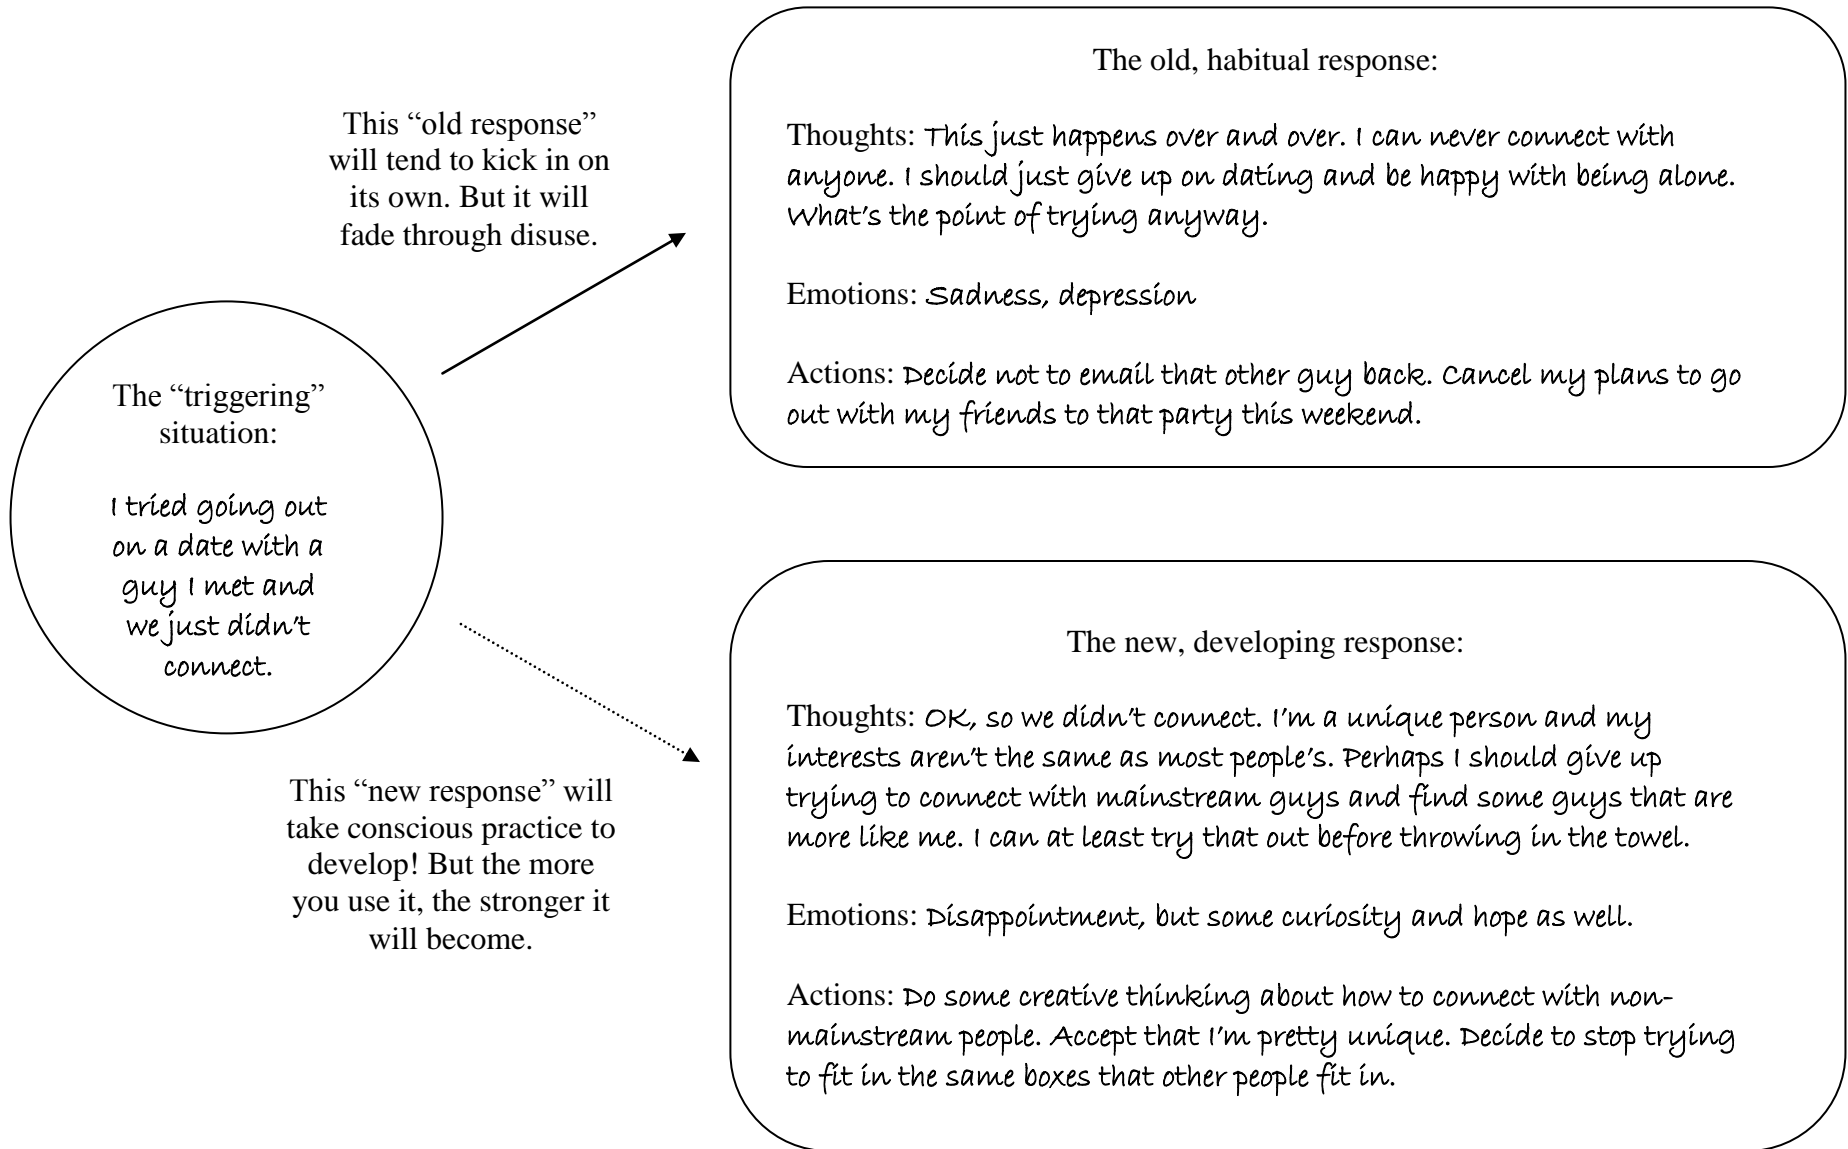 The old, habitual response:
This “old response”
will tend to kick in on
its own. But it will
fade through disuse.
Thoughts: This just happens over and over. I can never connect with
anyone. I should just give up on dating and be happy with being alone.
What’s the point of trying anyway.
Emotions: Sadness, depression
Actions: Decide not to email that other guy back. Cancel my plans to go
out with my friends to that party this weekend.
The “triggering”
situation:
I tried going out
on a date with a
guy I met and
we just didn’t
connect.
The new, developing response:
Thoughts: OK, so we didn’t connect. I’m a unique person and my
interests aren’t the same as most people’s. Perhaps I should give up
trying to connect with mainstream guys and find some guys that are
more like me. I can at least try that out before throwing in the towel.
Emotions: Disappointment, but some curiosity and hope as well.
Actions: Do some creative thinking about how to connect with non-
mainstream people. Accept that I’m pretty unique. Decide to stop trying
to fit in the same boxes that other people fit in.
This “new response” will
take conscious practice to
develop! But the more
you use it, the stronger it
will become.